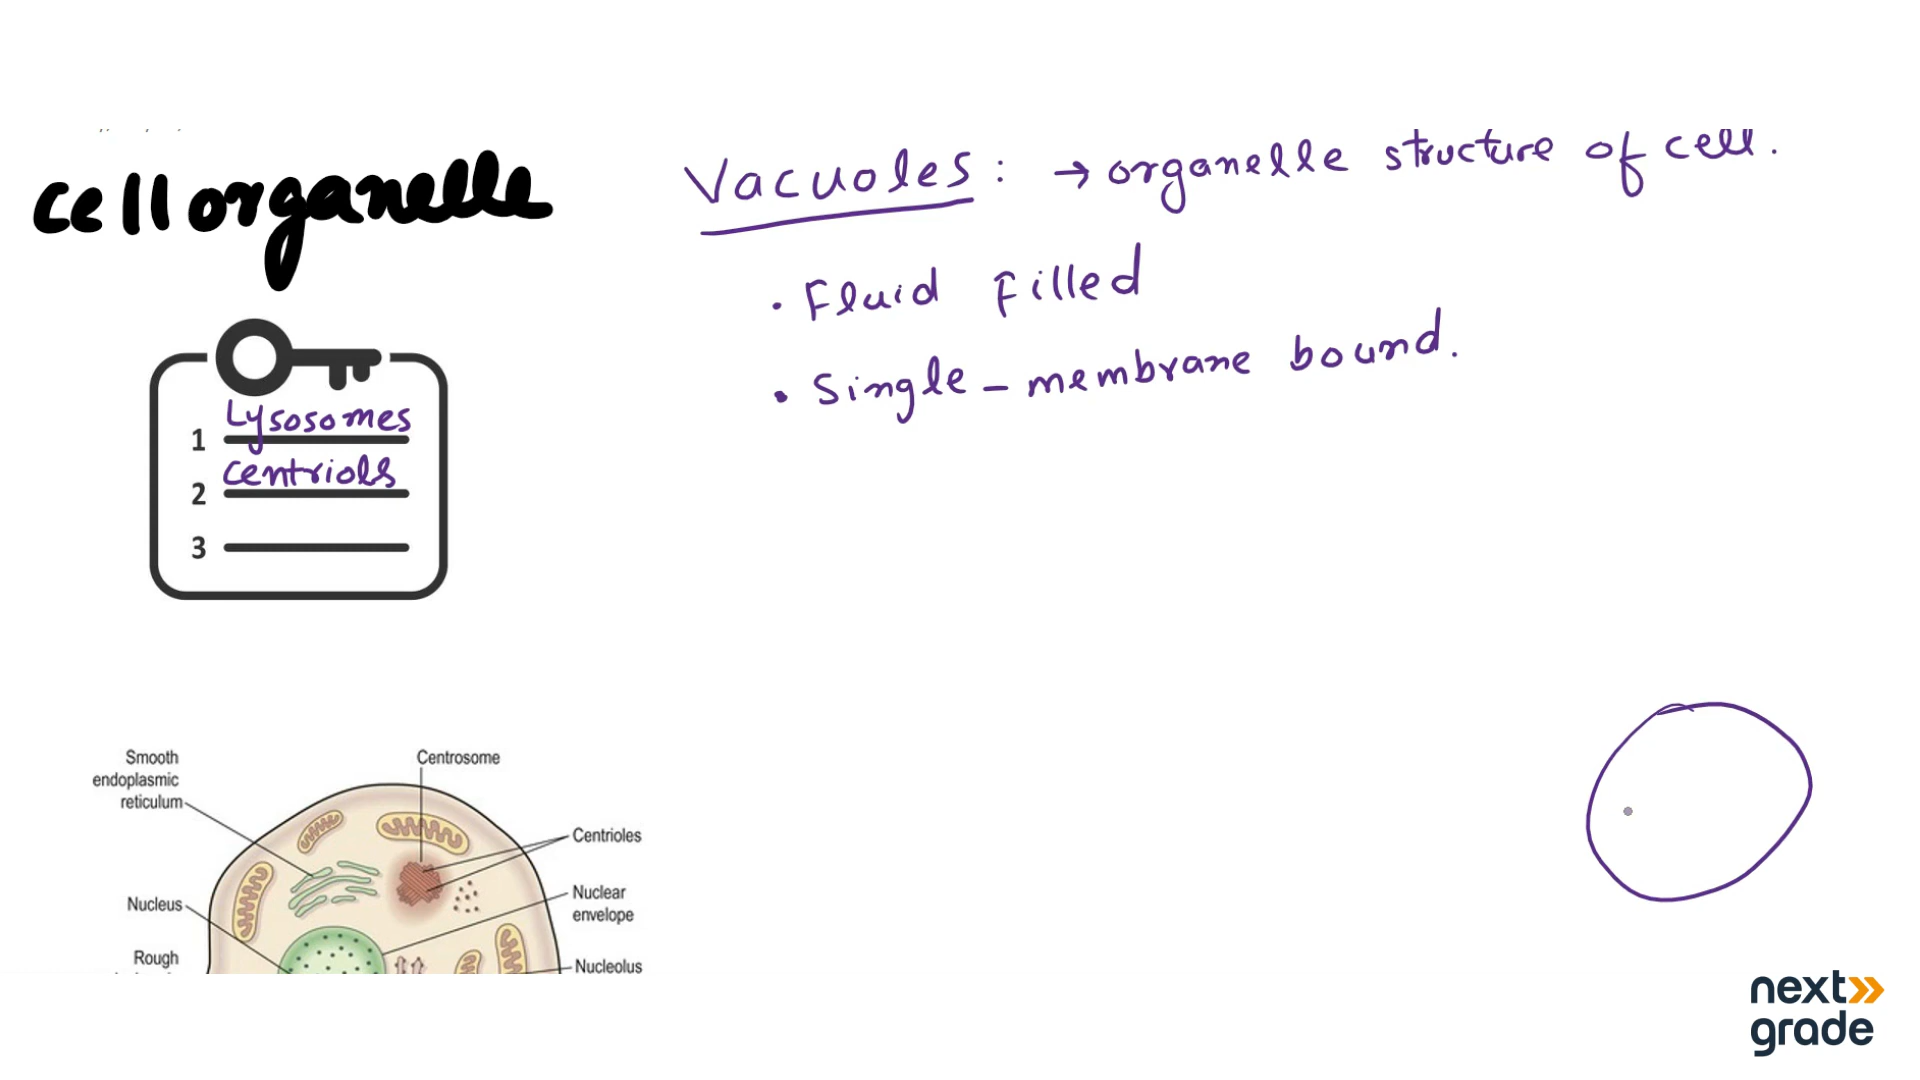 cell organelle
Vacuoles: → organelle structure of cell.
• Fluid Filled
• Single - membrane bound.
1 Lysosomes
2 centriols
3
Smooth
endoplasmic
reticulum
Centrosome
Centrioles
Nucleus
Nuclear
envelope
Rough
Nucleolus
next
grade